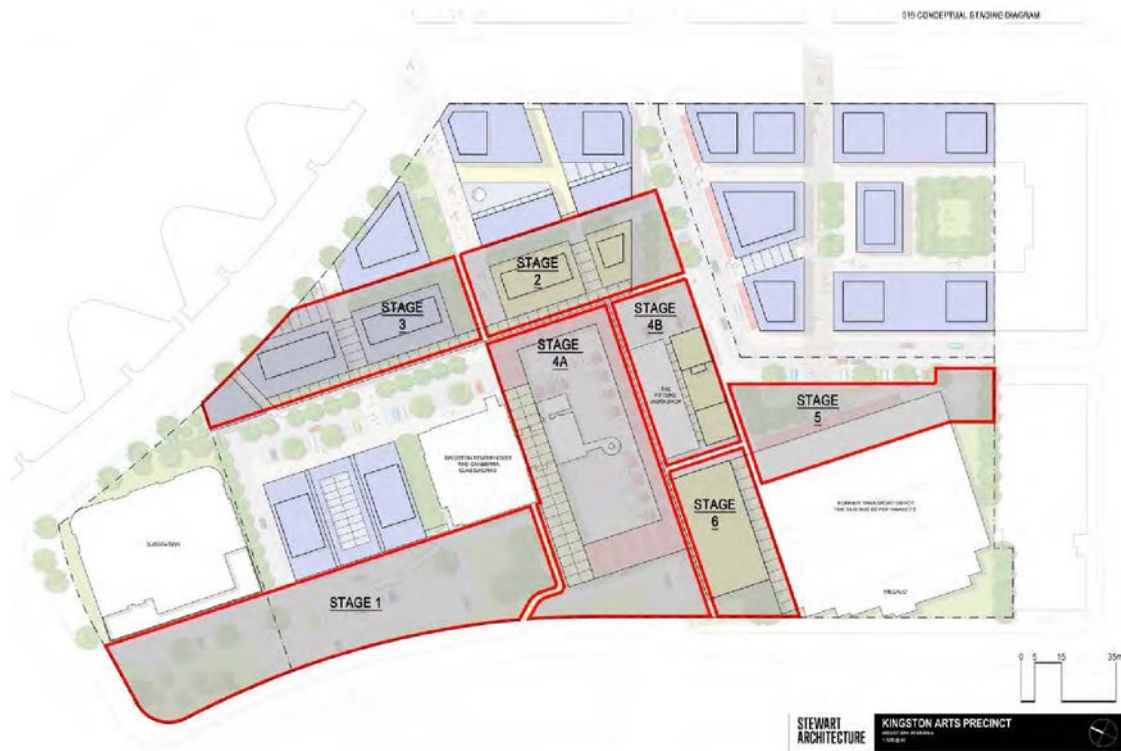 019 CONCEPTUAL STAGING DIAGRAM
STAGE
2
STAGE
3
STAGE
4B
STAGE
4A
THE
FITTERS
WORKSHOP
STAGE
5
KINGSTON POWERHOUSE
THE CANBERRA
GLASSWORKS
STAGE
6
FORMER TRANSPORT DEPOT
THE OLD BUS DEPOT MARKETS
SUBSTATION
STAGE 1
MEGALO
0 5 15 35m
STEWART
ARCHITECTURE
KINGSTON ARTS PRECINCT